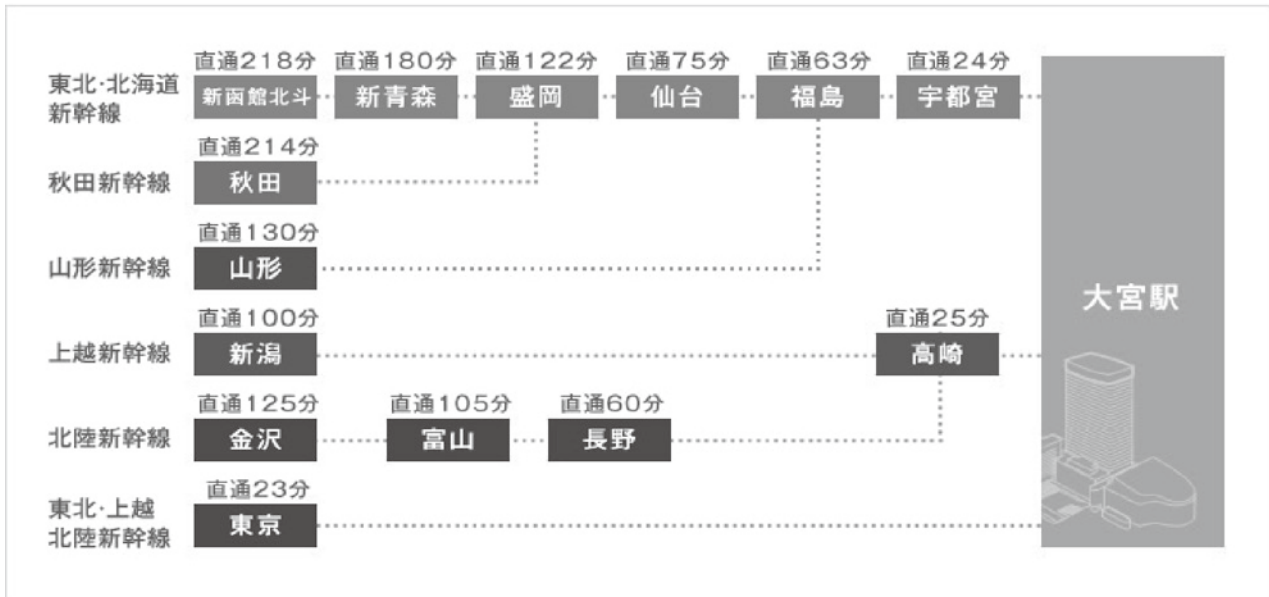 直通218分 直通180分 直通122分 直通75分 直通63分 直通24分
東北·北海道
新幹線
新函館北斗 新青森 盛岡 仙台 福島 宇都宮
直通214分
秋田新幹線 秋田
直通130分
山形新幹線 山形
大宮駅
直通100分 直通25分
上越新幹線 新潟 高崎
直通125分 直通105分 直通60分
北陸新幹線 金沢 富山 長野
直通23分
東北·上越
北陸新幹線
東京